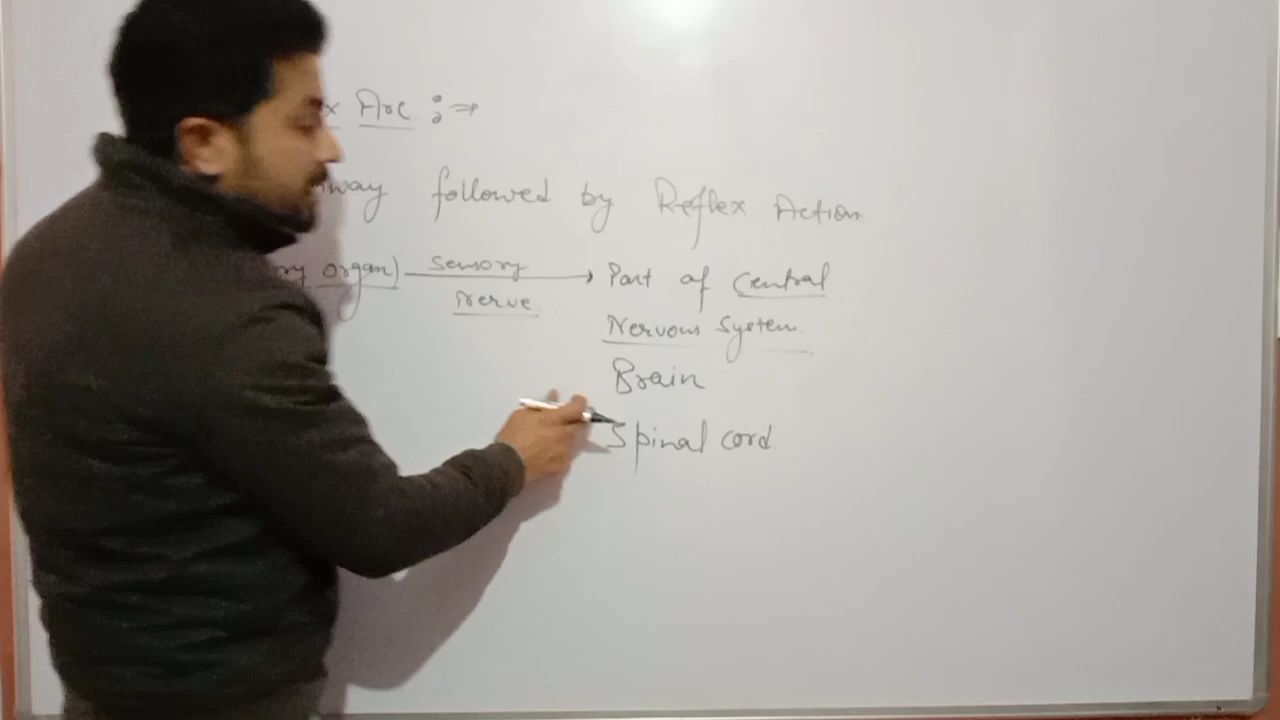 Arc :⇒
followed by Reflex Action
organ) sensory nerve → Part of Central
Nervous System
Brain
Spinal cord